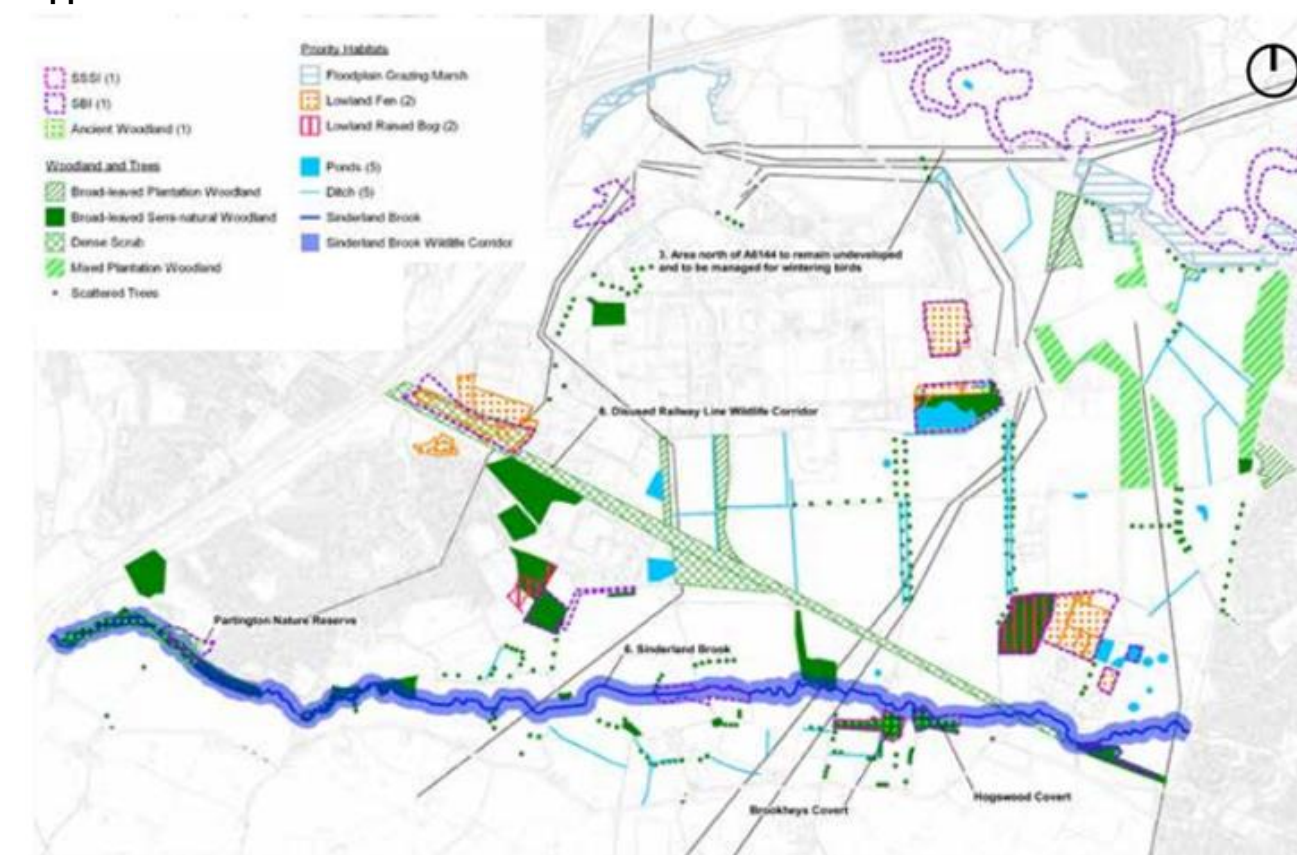 SSSI (1)
SBI (1)
Ancient Woodland (1)
Woodland and Trees
Broad-leaved Plantation Woodland
Broad-leaved Semi-natural Woodland
Dense Scrub
Mixed Plantation Woodland
Scattered Trees
Priority Habitats
Floodplain Grazing Marsh
Lowland Fen (2)
Lowland Raised Bog (2)
Ponds (5)
Ditch (5)
Sinderland Brook
Sinderland Brook Wildlife Corridor
3. Area north of A6144 to remain undeveloped
and to be managed for wintering birds
8. Disused Railway Line Wildlife Corridor
Partington Nature Reserve
6. Sinderland Brook
Hogswood Covert
Brookheys Covert